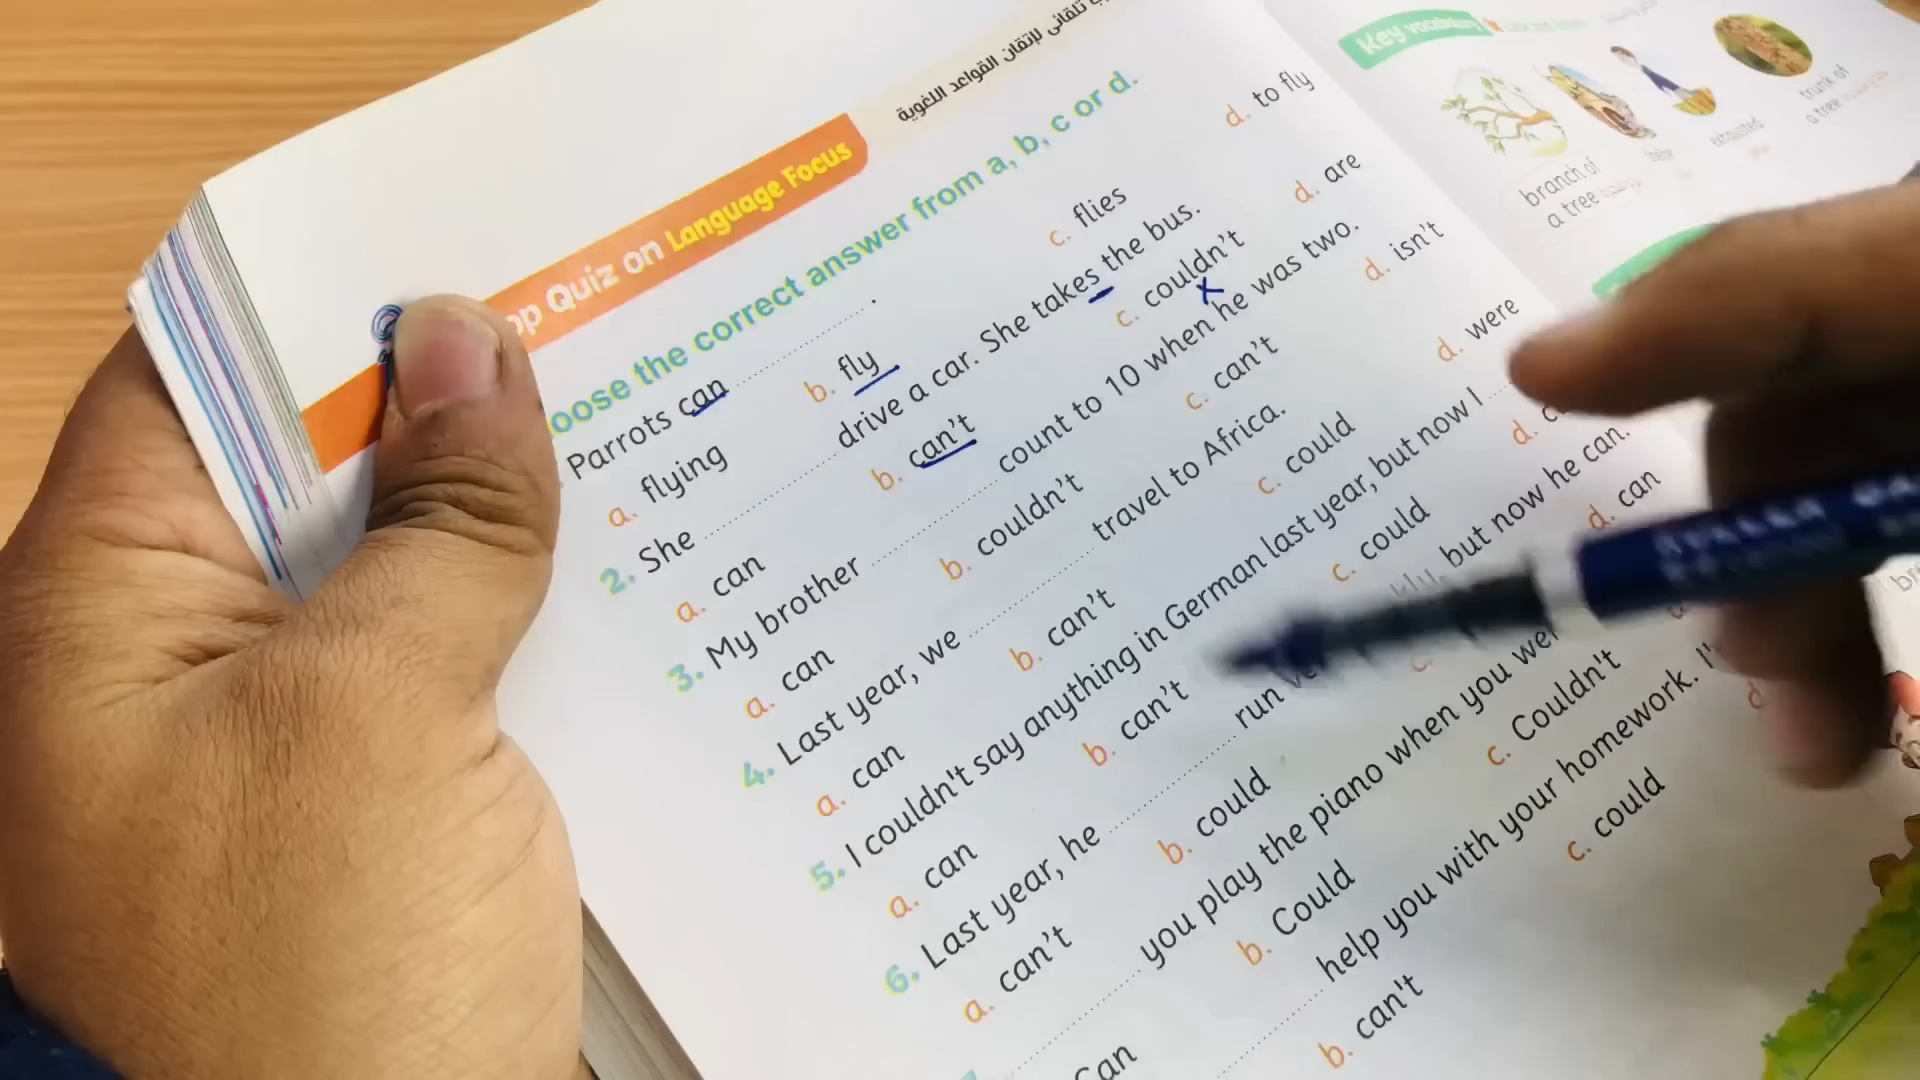 تلقائى لإتقان القواعد اللغوية
op Quiz on Language Focus
oose the correct answer from a, b, c or d.
Parrots can .................... .
a. flying b. fly c. flies d. to fly
2. She .................... drive a car. She takes the bus.
a. can b. can't c. couldn't d. are
3. My brother .................... count to 10 when he was two.
a. can b. couldn't c. can't d. isn't
4. Last year, we .................... travel to Africa.
a. can b. can't c. could d. were
5. I couldn't say anything in German last year, but now I ....
a. can b. can't c. could d. c
6. Last year, he .................... run but now he can.
a. can't b. could c. d. can
.................... you play the piano when you wer
Can b. Could c. Couldn't
.................... help you with your homework. I'
b. can't c. could d.
Key vocabulary
branch of a tree
exhausted
trunk of a tree